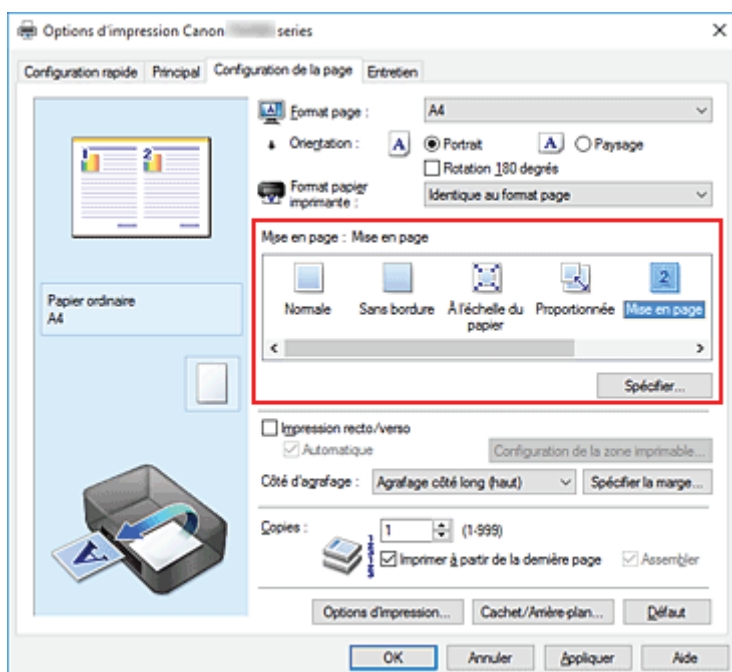 Options d'impression Canon series
Configuration rapide Principal Configuration de la page Entretien
Format page : A4
Orientation : A Portrait A Paysage
Rotation 180 degrés
Format papier imprimante : Identique au format page
Mise en page : Mise en page
1 2
2
Normale Sans bordure À l'échelle du papier Proportionnée Mise en page
Spécifier...
Papier ordinaire
A4
Impression recto/verso
Automatique Configuration de la zone imprimable...
Côté d'agrafage : Agrafage côté long (haut) Spécifier la marge...
Copies : 1 (1-999)
Imprimer à partir de la dernière page Assembler
A
Options d'impression... Cachet/Arrière-plan... Défaut
OK Annuler Appliquer Aide